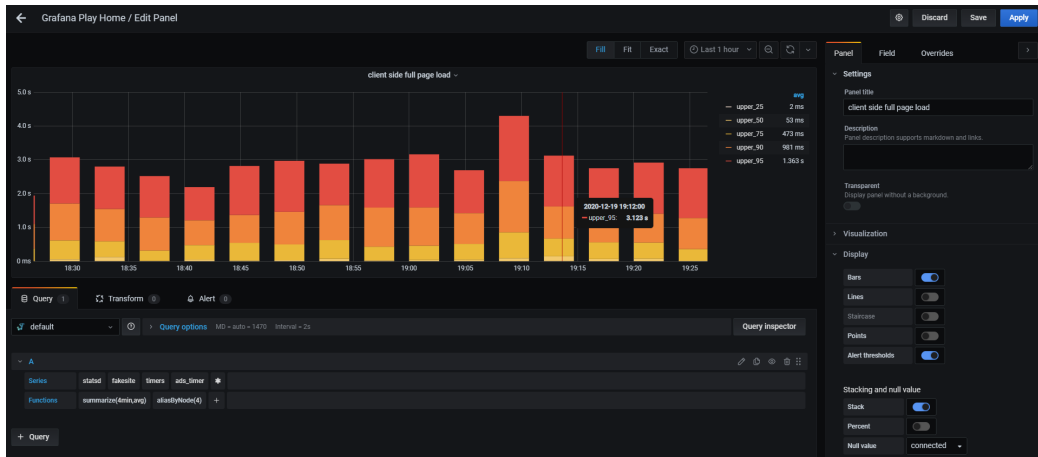 Grafana Play Home / Edit Panel
Discard Save Apply
Fill Fit Exact Last 1 hour
Panel Field Overrides
client side full page load
Settings
Panel title
client side full page load
Description
Panel description supports markdown and links.
Transparent
Display panel without a background.
Visualization
Display
Bars
Lines
Staircase
Points
Alert thresholds
Stacking and null value
Stack
Percent
Null value connected
5.0 s
4.0 s
3.0 s
2.0 s
1.0 s
0 ms
18:30 18:35 18:40 18:45 18:50 18:55 19:00 19:05 19:10 19:15 19:20 19:25
avg
upper_25 2 ms
upper_50 53 ms
upper_75 473 ms
upper_90 981 ms
upper_95 1.363 s
2020-12-19 19:12:00
upper_95: 3.123 s
Query 1 Transform 0 Alert 0
default Query options MD = auto = 1470 Interval = 2s Query inspector
A
Series statsd fakesite timers ads_timer *
Functions summarize(4min,avg) aliasByNode(4) +
+ Query